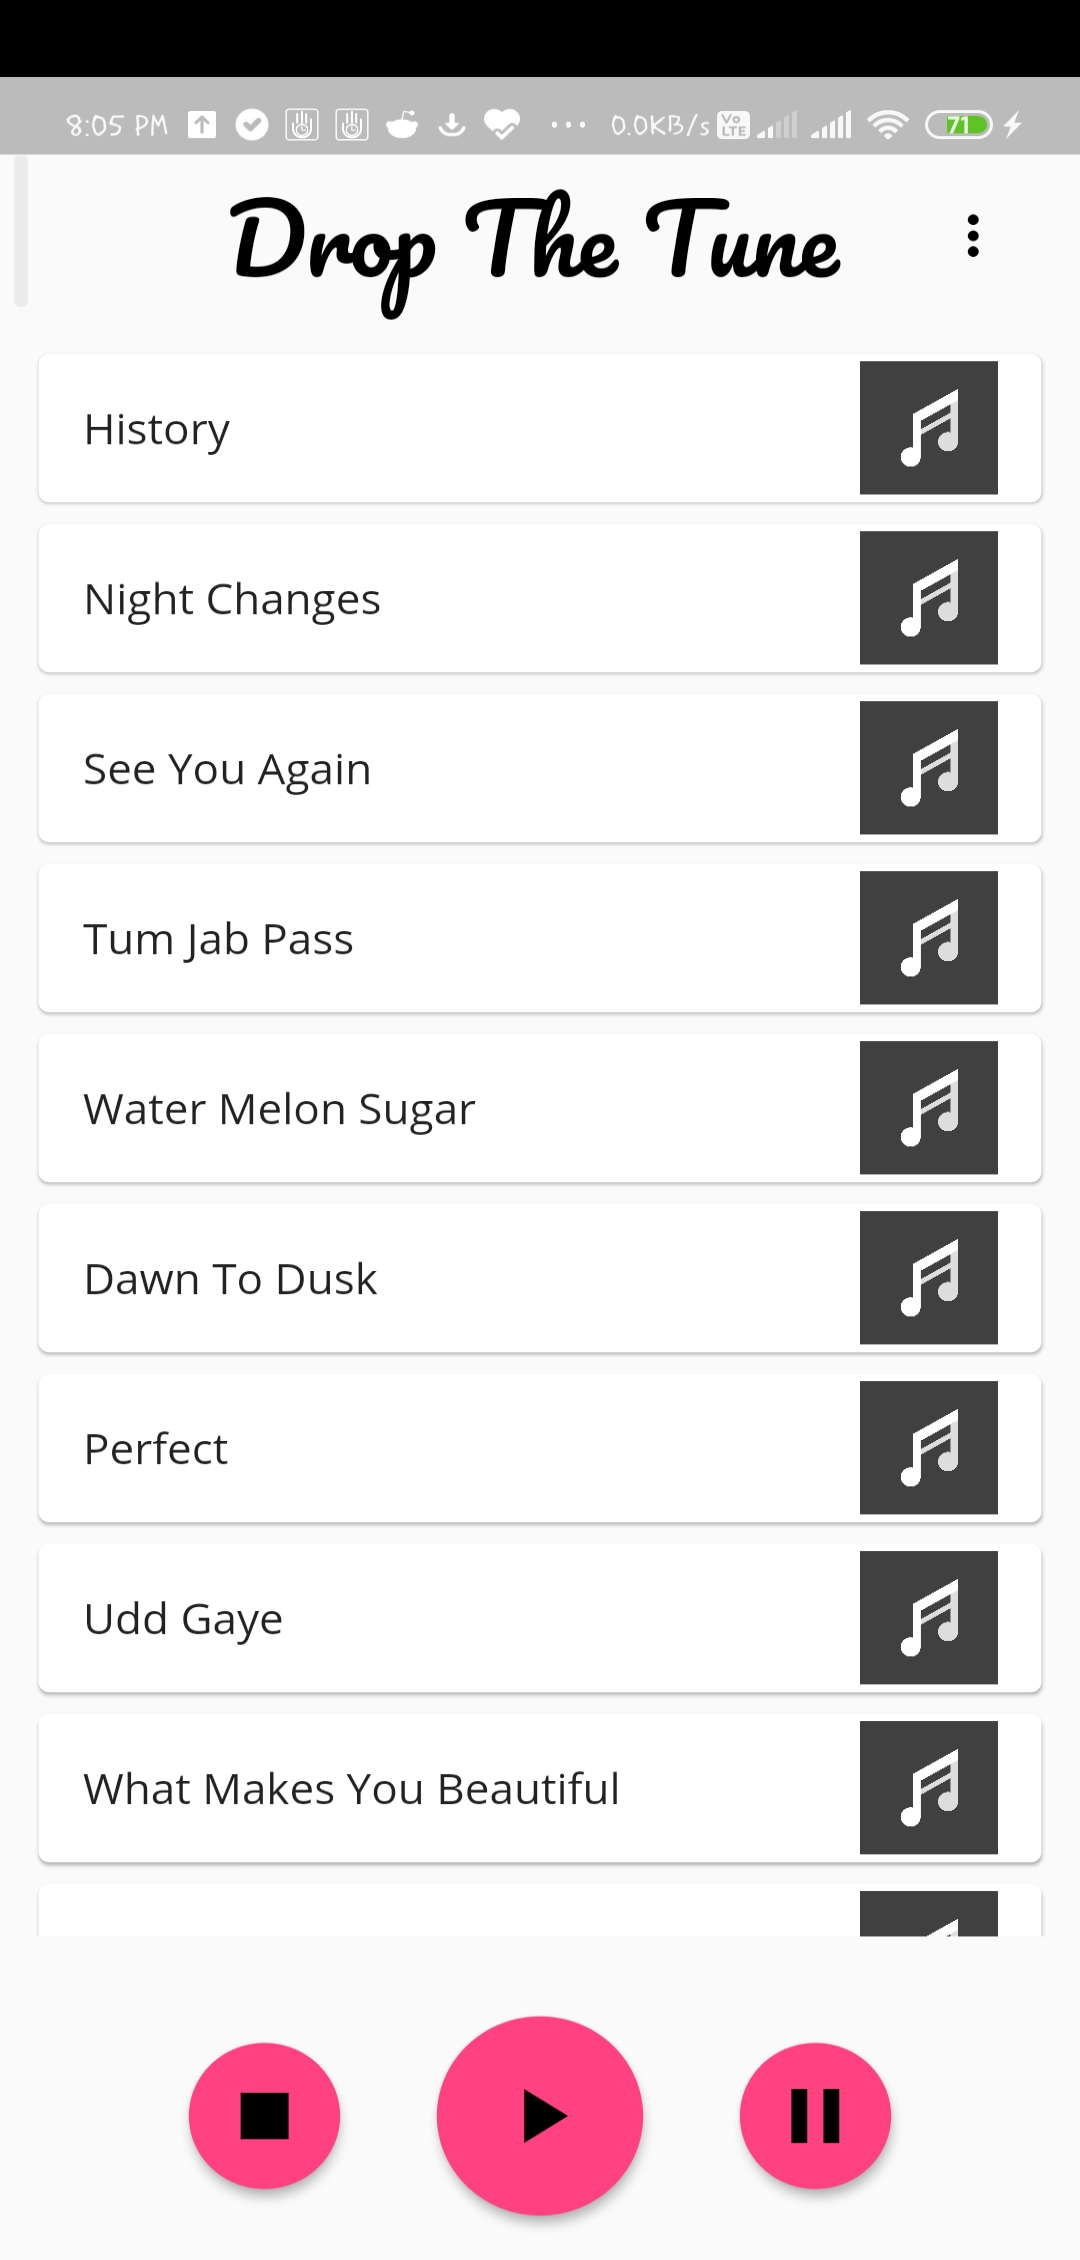 8:05 PM 0.0KB/s Vo LTE 71
Drop The Tune
History
Night Changes
See You Again
Tum Jab Pass
Water Melon Sugar
Dawn To Dusk
Perfect
Udd Gaye
What Makes You Beautiful